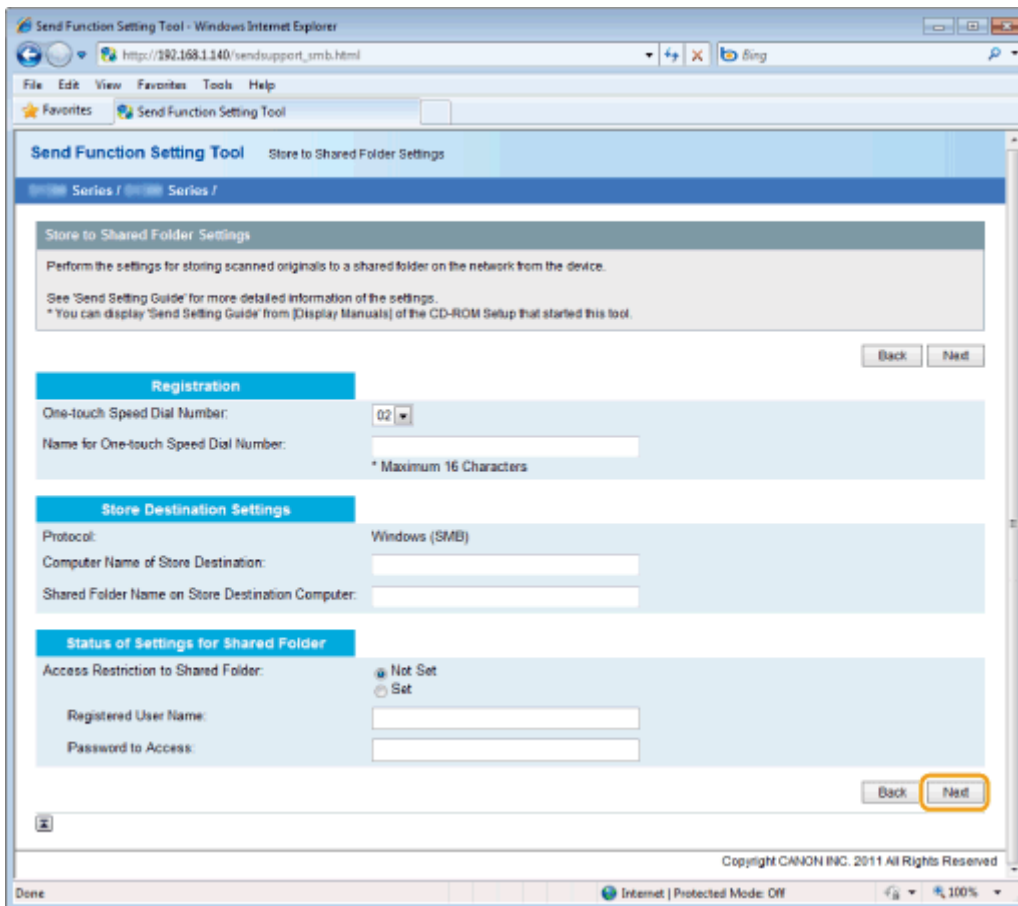 Send Function Setting Tool - Windows Internet Explorer
http://192.168.1.140/sendsupport_smb.html
Bing
File Edit View Favorites Tools Help
Favorites Send Function Setting Tool
Send Function Setting Tool Store to Shared Folder Settings
Series / Series /
Store to Shared Folder Settings
Perform the settings for storing scanned originals to a shared folder on the network from the device.
See 'Send Setting Guide' for more detailed information of the settings.
* You can display 'Send Setting Guide' from [Display Manuals] of the CD-ROM Setup that started this tool.
Back Next
Registration
One-touch Speed Dial Number: 02
Name for One-touch Speed Dial Number:
* Maximum 16 Characters
Store Destination Settings
Protocol: Windows (SMB)
Computer Name of Store Destination:
Shared Folder Name on Store Destination Computer:
Status of Settings for Shared Folder
Access Restriction to Shared Folder: Not Set
Set
Registered User Name:
Password to Access:
Back Next
Copyright CANON INC. 2011 All Rights Reserved
Done Internet | Protected Mode: Off 100%